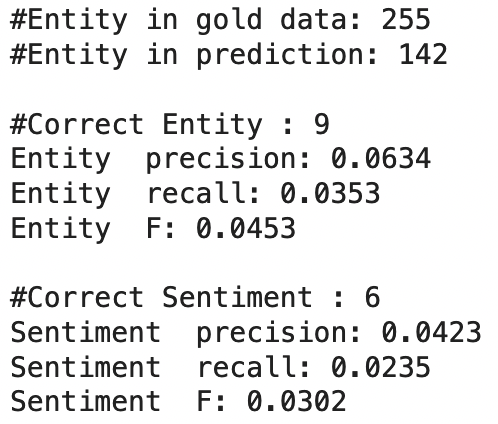 #Entity in gold data: 255
#Entity in prediction: 142

#Correct Entity : 9
Entity  precision: 0.0634
Entity  recall: 0.0353
Entity  F: 0.0453

#Correct Sentiment : 6
Sentiment  precision: 0.0423
Sentiment  recall: 0.0235
Sentiment  F: 0.0302